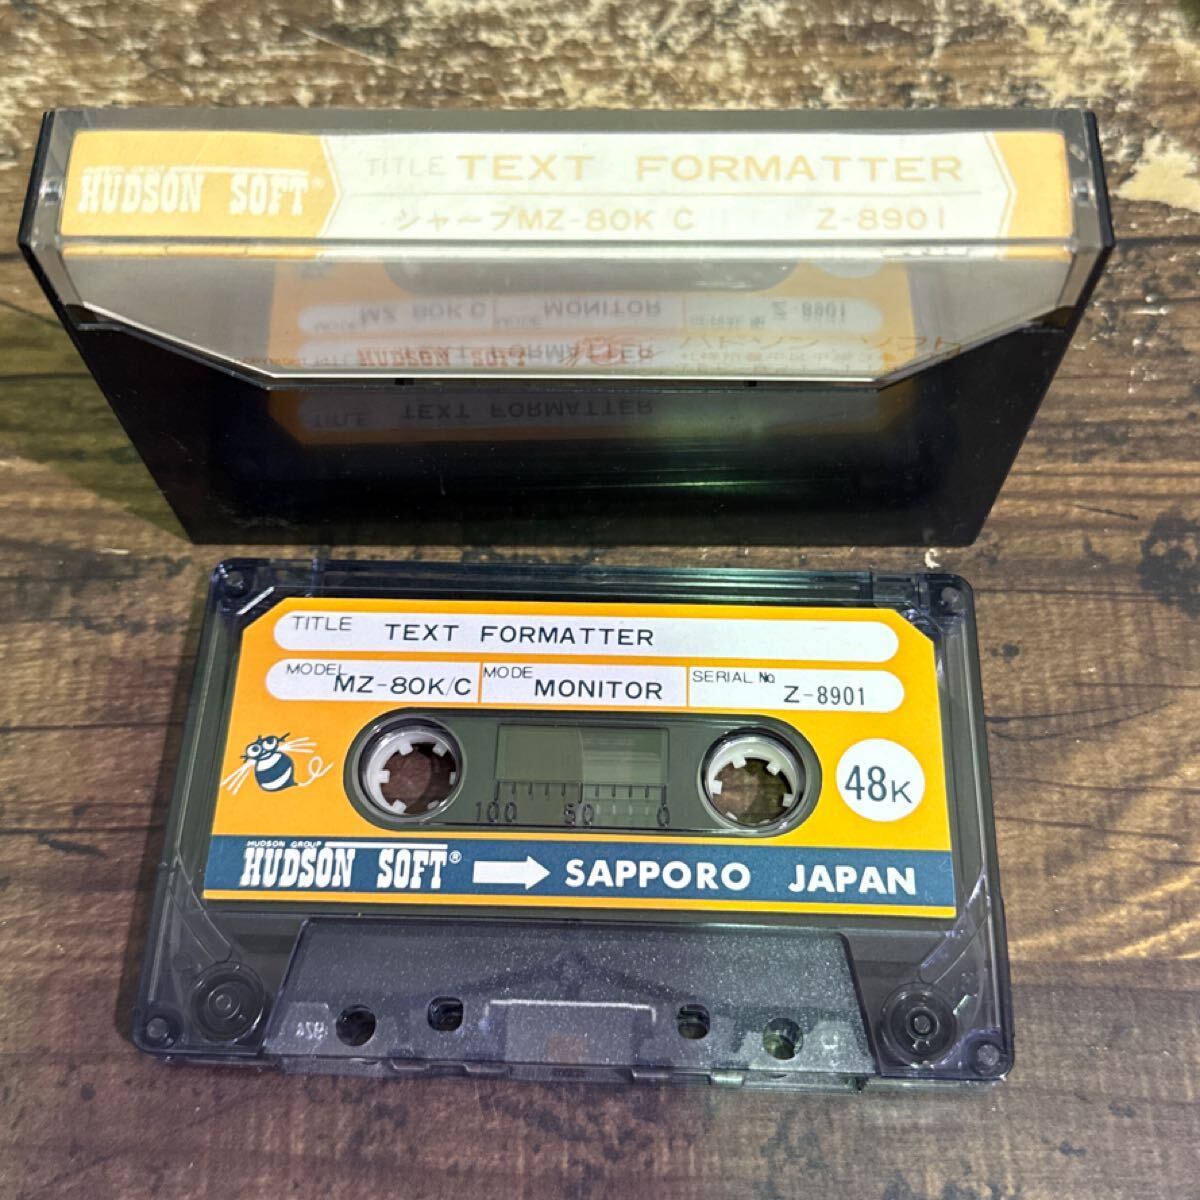 HUDSON SOFT®
TITLE TEXT FORMATTER
シャープMZ-80K C Z-8901
TITLE TEXT FORMATTER
MODEL MZ-80K/C MODE MONITOR SERIAL No. Z-8901
100 50 0
48K
HUDSON GROUP
HUDSON SOFT® SAPPORO JAPAN